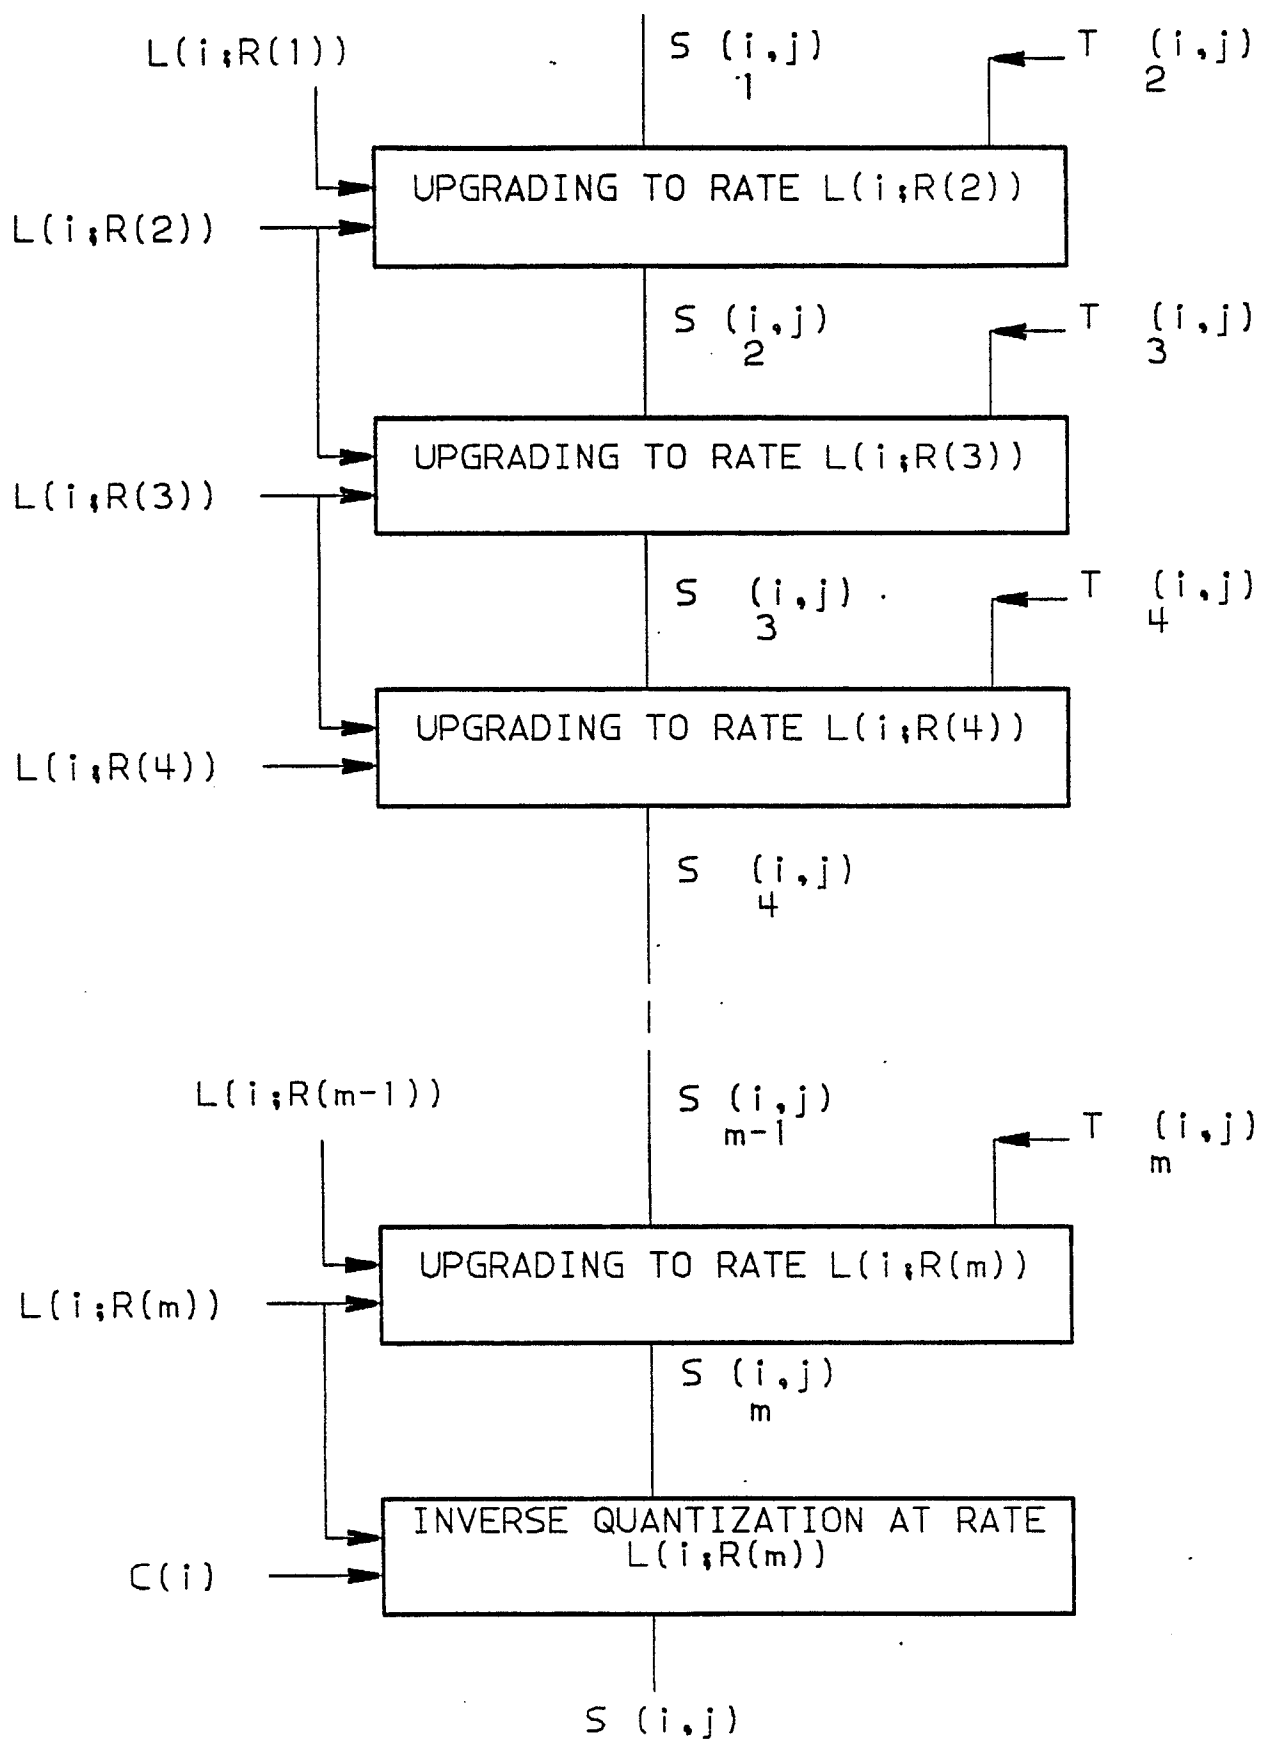 L(i;R(1))
S (i,j)
1
T (i,j)
2
UPGRADING TO RATE L(i;R(2))
L(i;R(2))
S (i,j)
2
T (i,j)
3
UPGRADING TO RATE L(i;R(3))
L(i;R(3))
S (i,j)
3
T (i,j)
4
UPGRADING TO RATE L(i;R(4))
L(i;R(4))
S (i,j)
4
L(i;R(m-1))
S (i,j)
m-1
T (i,j)
m
UPGRADING TO RATE L(i;R(m))
L(i;R(m))
S (i,j)
m
INVERSE QUANTIZATION AT RATE
L(i;R(m))
C(i)
S (i,j)